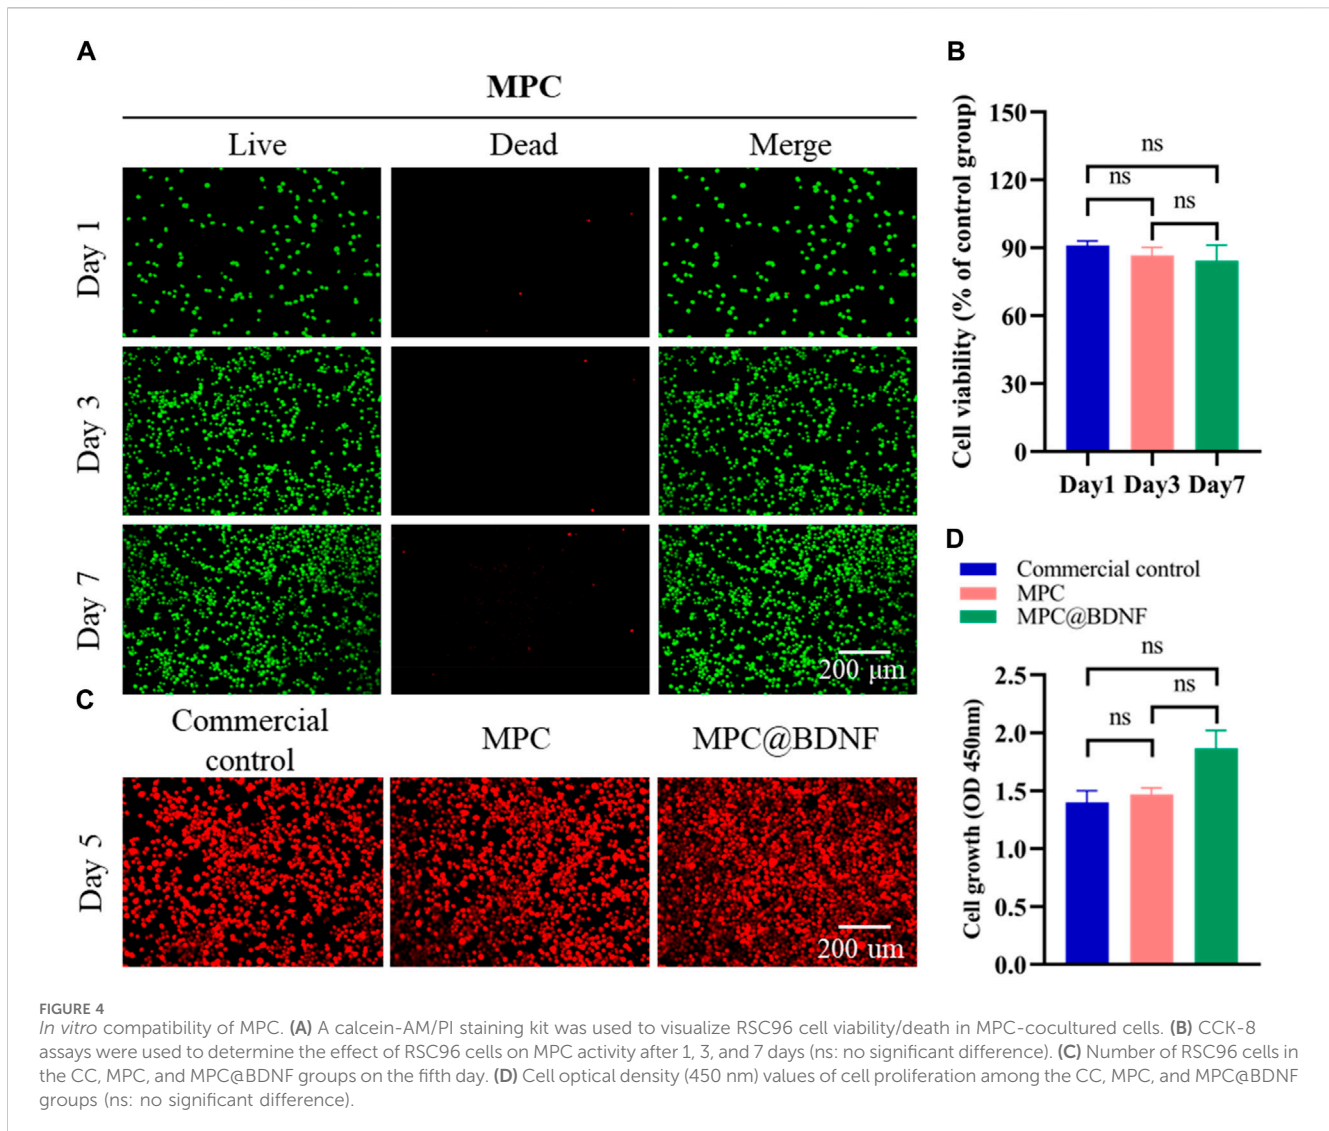 A
MPC
Live Dead Merge
Day 1
Day 3
Day 7
200 µm
B
Cell viability (% of control group)
150
120
90
60
30
0
ns
ns
ns
Day1 Day3 Day7
C
Commercial control
MPC
MPC@BDNF
Day 5
200 um
D
Commercial control
MPC
MPC@BDNF
Cell growth (OD 450nm)
2.5
2.0
1.5
1.0
0.5
0.0
ns
ns
ns
FIGURE 4
In vitro compatibility of MPC. (A) A calcein-AM/PI staining kit was used to visualize RSC96 cell viability/death in MPC-cocultured cells. (B) CCK-8
assays were used to determine the effect of RSC96 cells on MPC activity after 1, 3, and 7 days (ns: no significant difference). (C) Number of RSC96 cells in
the CC, MPC, and MPC@BDNF groups on the fifth day. (D) Cell optical density (450 nm) values of cell proliferation among the CC, MPC, and MPC@BDNF
groups (ns: no significant difference).